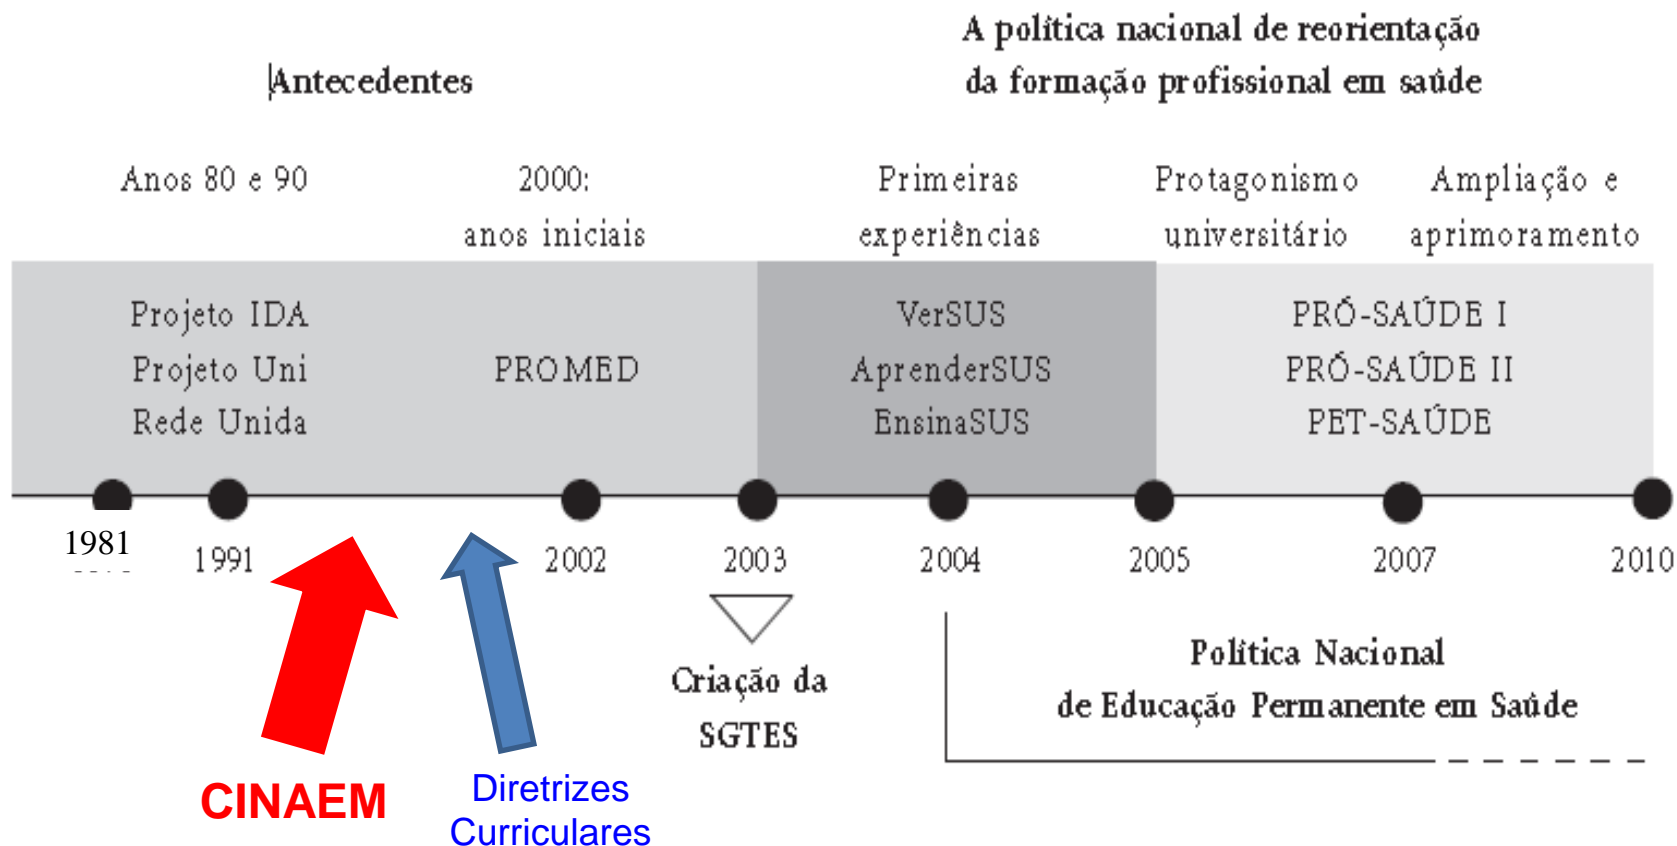 A política nacional de reorientação
da formação profissional em saúde
Antecedentes
Anos 80 e 90
2000:
anos iniciais
Primeiras
experiências
Protagonismo
universitário
Ampliação e
aprimoramento
Projeto IDA
Projeto Uni
Rede Unida
PROMED
VerSUS
AprenderSUS
EnsinaSUS
PRÓ-SAÚDE I
PRÓ-SAÚDE II
PET-SAÚDE
1981
1991
2002
2003
2004
2005
2007
2010
Criação da
SGTES
Política Nacional
de Educação Permanente em Saúde
CINAEM
Diretrizes
Curriculares